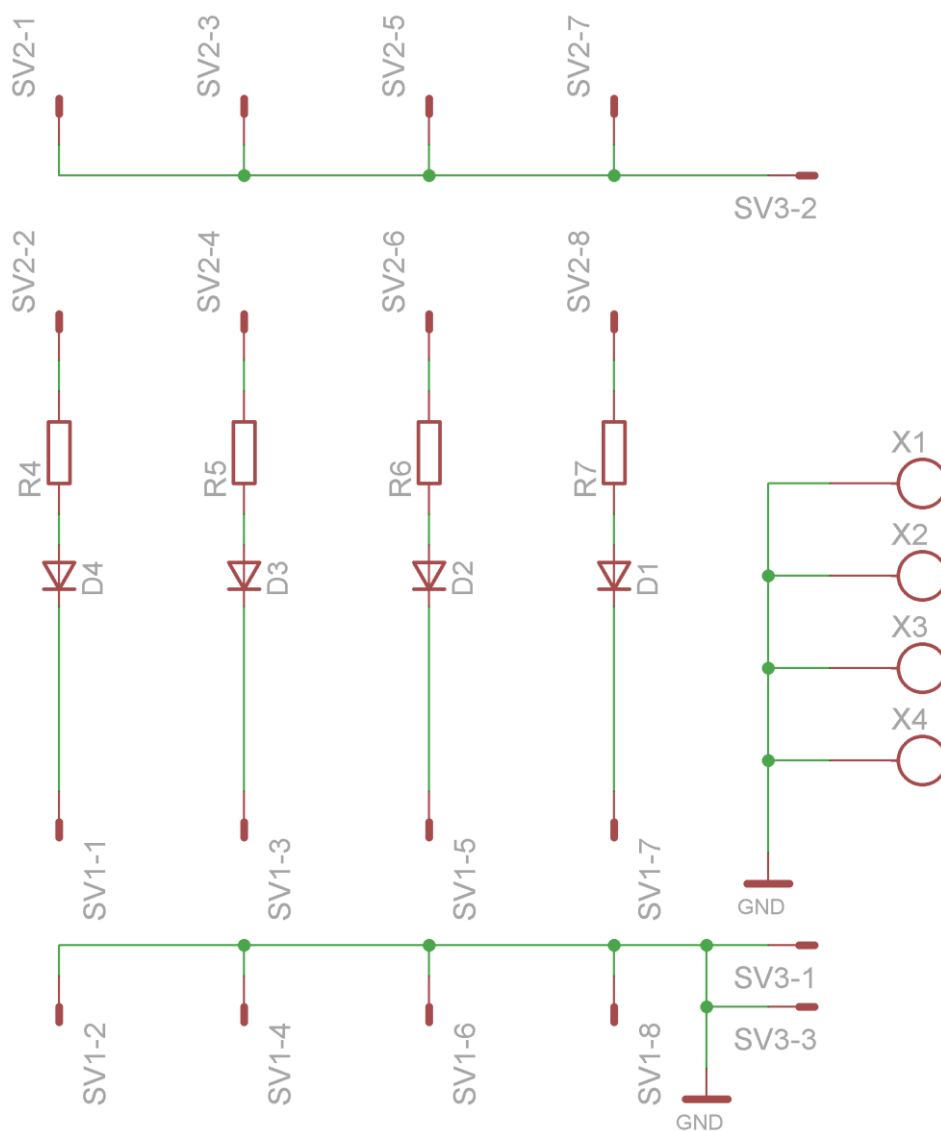 SV2-1
SV2-3
SV2-5
SV2-7
SV3-2
SV2-2
SV2-4
SV2-6
SV2-8
R4
R5
R6
R7
X1
D4
D3
D2
D1
X2
X3
X4
SV1-1
SV1-3
SV1-5
SV1-7
GND
SV3-1
SV1-2
SV1-4
SV1-6
SV1-8
SV3-3
GND